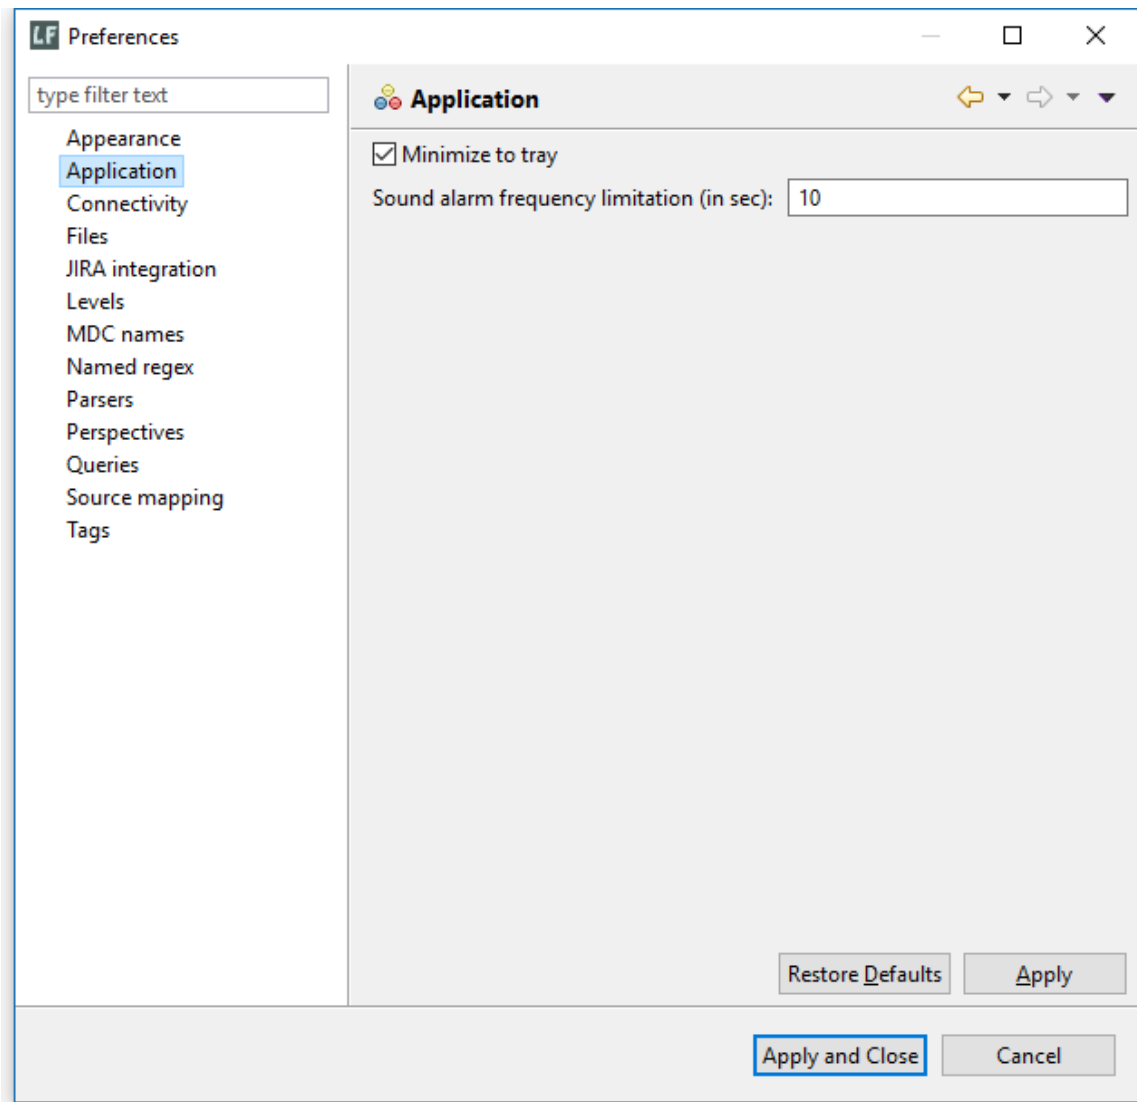 LF Preferences
type filter text
Appearance
Application
Connectivity
Files
JIRA integration
Levels
MDC names
Named regex
Parsers
Perspectives
Queries
Source mapping
Tags
Application
Minimize to tray
Sound alarm frequency limitation (in sec): 10
Restore Defaults Apply
Apply and Close Cancel